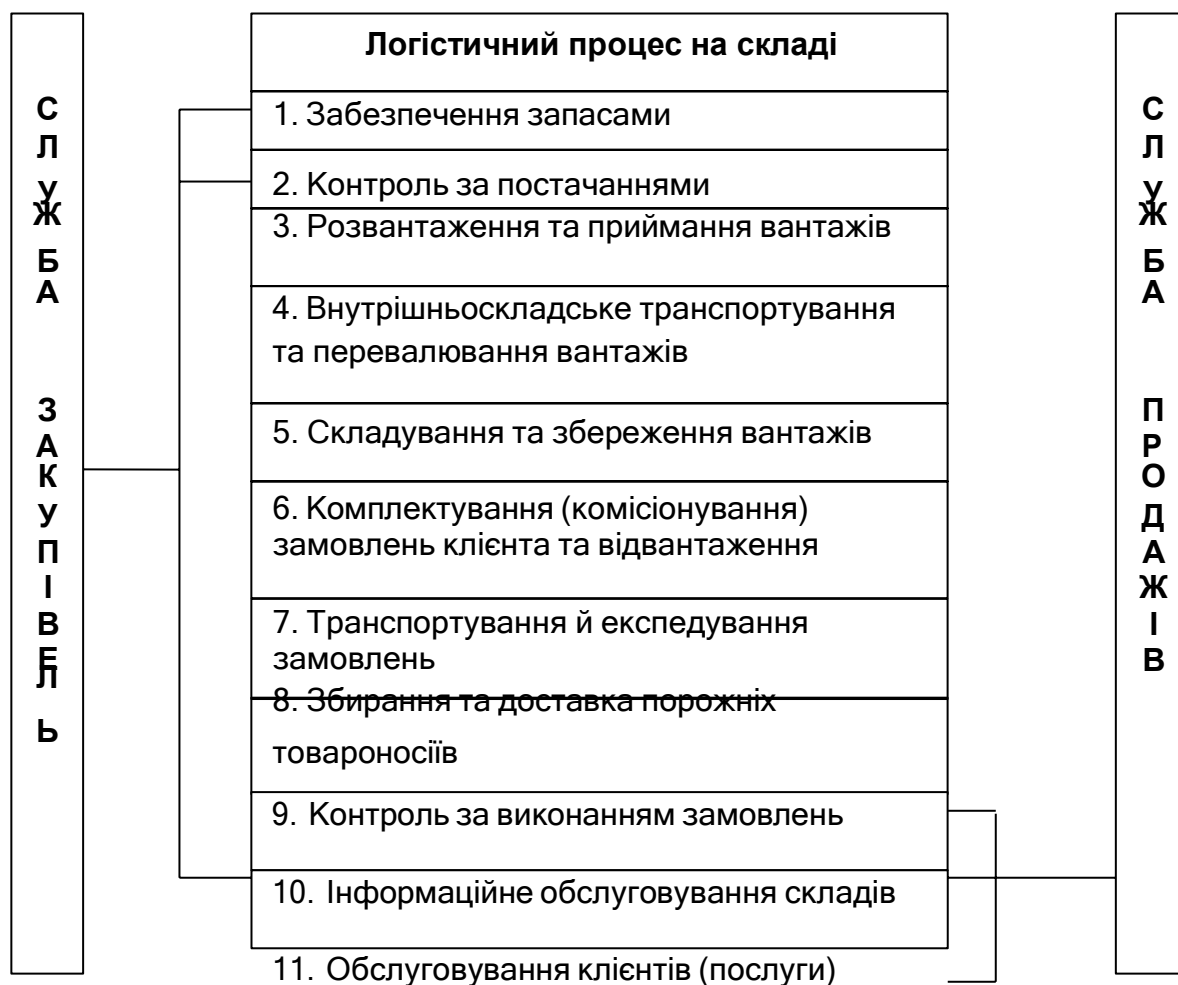 Логістичний процес на складі
СЛУЖБА ЗАКУПІВЕЛЬ
1. Забезпечення запасами
2. Контроль за постачаннями
3. Розвантаження та приймання вантажів
4. Внутрішньоскладське транспортування
та перевалювання вантажів
5. Складування та збереження вантажів
6. Комплектування (комісіонування)
замовлень клієнта та відвантаження
7. Транспортування й експедування
замовлень
8. Збирання та доставка порожніх
товароносіїв
9. Контроль за виконанням замовлень
10. Інформаційне обслуговування складів
11. Обслуговування клієнтів (послуги)
СЛУЖБА ПРОДАЖІВ